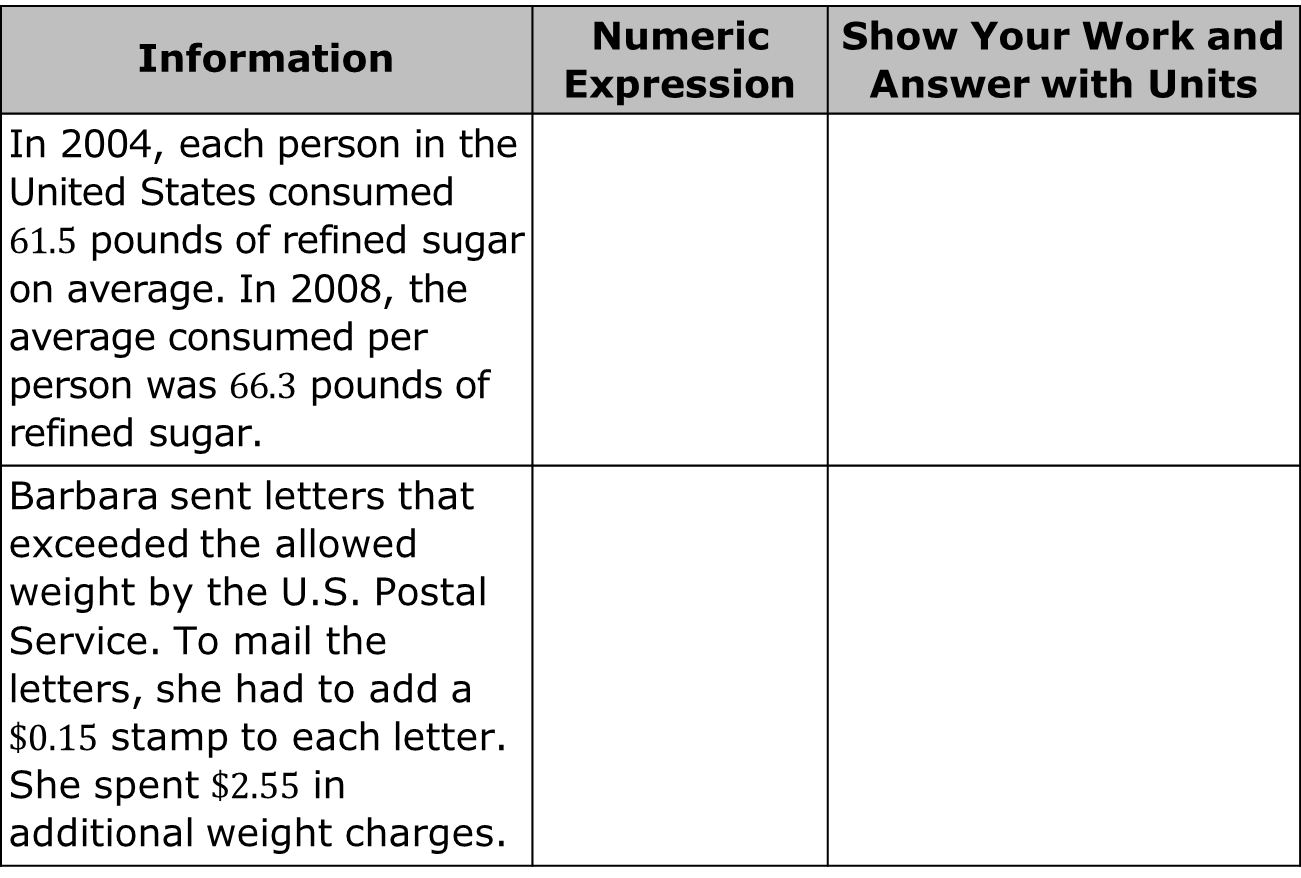 Information
Numeric
Expression
Show Your Work and
Answer with Units
In 2004, each person in the
United States consumed
61.5 pounds of refined sugar
on average. In 2008, the
average consumed per
person was 66.3 pounds of
refined sugar.
Barbara sent letters that
exceeded the allowed
weight by the U.S. Postal
Service. To mail the
letters, she had to add a
$0.15 stamp to each letter.
She spent $2.55 in
additional weight charges.